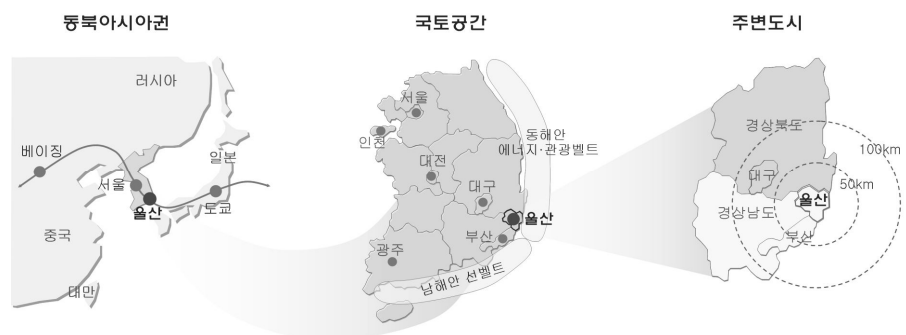 동북아시아권
국토공간
주변도시
러시아
베이징
서울
일본
울산
도쿄
중국
대만
서울
인천
대전
동해안
에너지·관광벨트
대구
울산
부산
광주
남해안 선벨트
경상북도
100km
대구
50km
울산
경상남도
부산